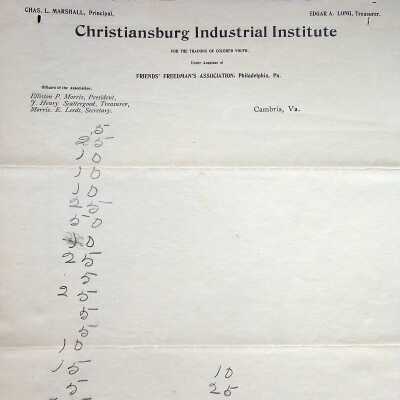 CHAS. L. MARSHALL, Principal.
EDGAR A. LONG, Treasurer.
Christiansburg Industrial Institute
FOR THE TRAINING OF COLORED YOUTH.
Under Auspices of
FRIENDS' FREEDMAN'S ASSOCIATION, Philadelphia, Pa.
Officers of the Association.
Elliston P. Morris, President,
J. Henry Scattergood, Treasurer,
Morris E. Leeds, Secretary.
Cambria, Va.
5
25
10
10
10
25
50
10
25
5
25
5
5
10
15 10
5 25